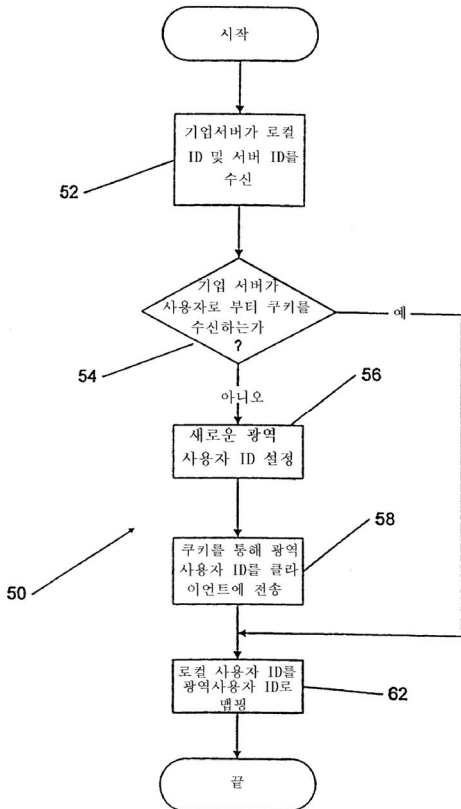 시작
기업서버가 로컬
ID 및 서버 ID를
수신
52
기업 서버가
사용자로 부터 쿠키를
수신하는가
?
예
54
아니오
56
새로운 광역
사용자 ID 설정
58
쿠키를 통해 광역
사용자 ID를 클라
이언트에 전송
50
로컬 사용자 ID를
광역사용자 ID로
맵핑
62
끝